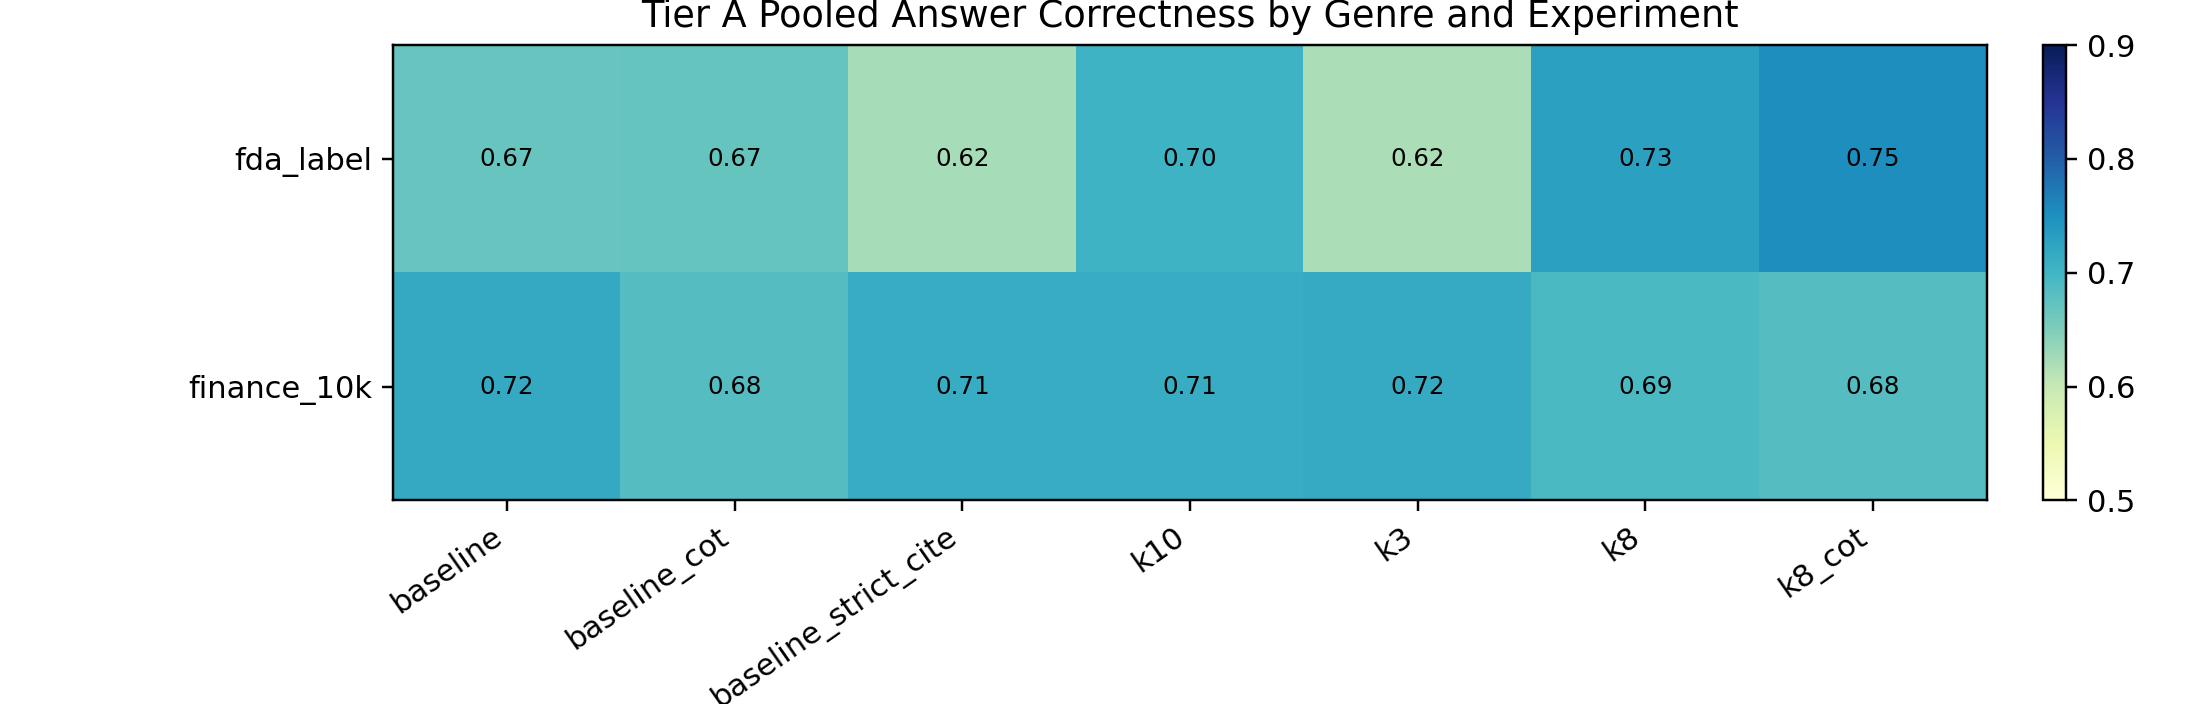 Tier A Pooled Answer Correctness by Genre and Experiment
fda_label 0.67 0.67 0.62 0.70 0.62 0.73 0.75
finance_10k 0.72 0.68 0.71 0.71 0.72 0.69 0.68
baseline baseline_cot baseline_strict_cite k10 k3 k8 k8_cot
0.9
0.8
0.7
0.6
0.5